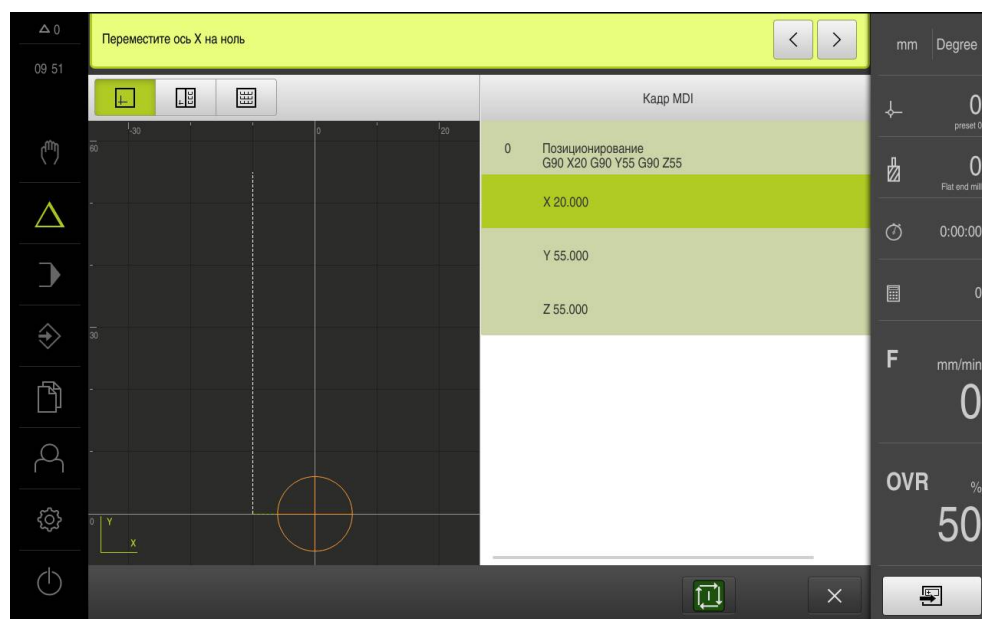 0
09 51
Переместите ось X на ноль
mm
Degree
Кадр MDI
0
preset 0
-30
0
20
60
0 Позиционирование
G90 X20 G90 Y55 G90 Z55
X 20.000
0
Flat end mill
0:00:00
Y 55.000
0
Z 55.000
30
F
mm/min
0
OVR
%
50
0
Y
X